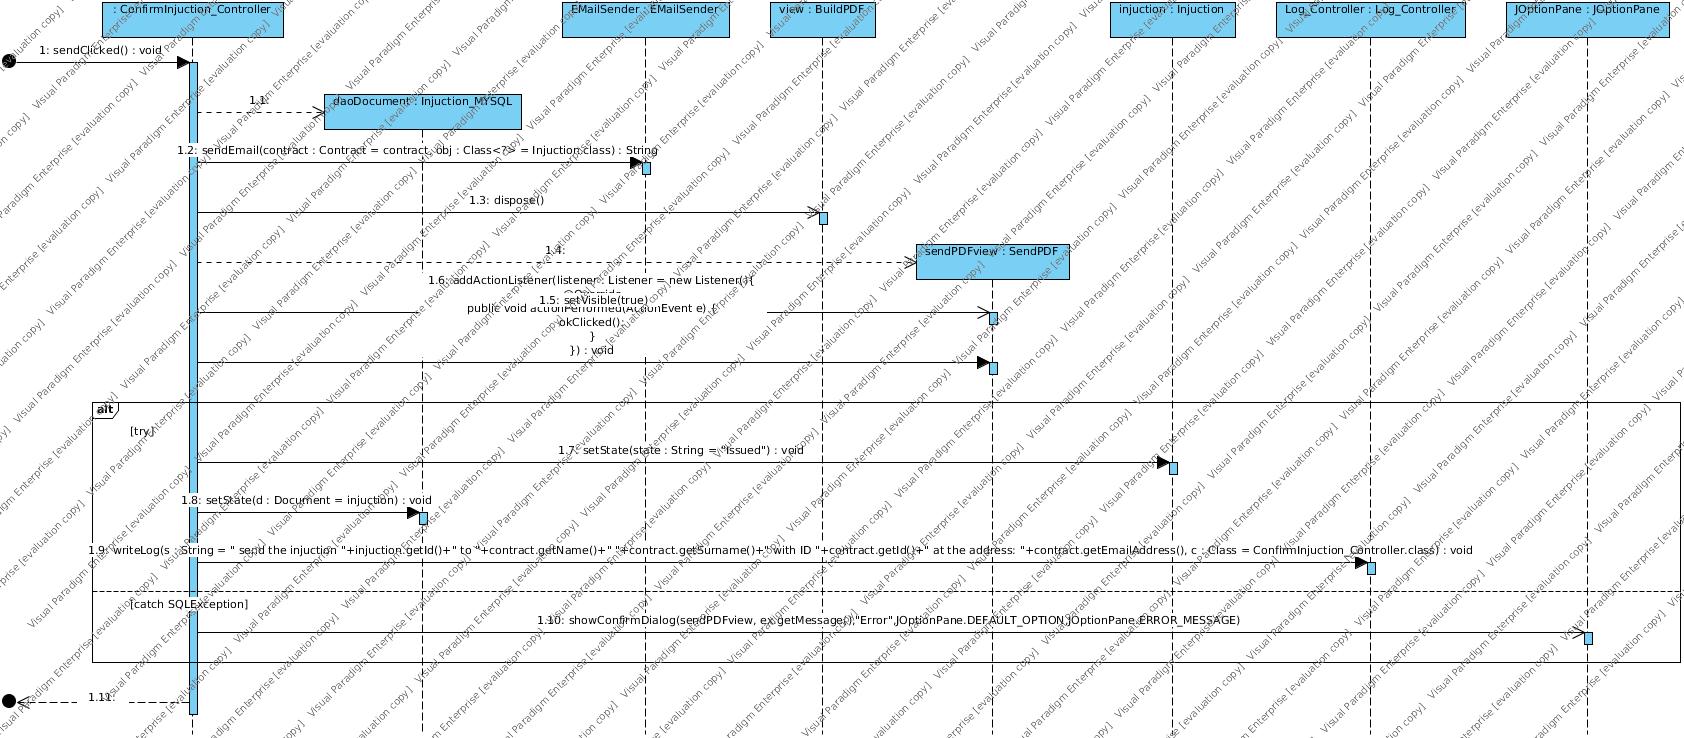 : ConfirmInjuction_Controller
EMailSender : EMailSender
view : BuildPDF
injuction : Injuction
Log_Controller : Log_Controller
JOptionPane : JOptionPane
1: sendClicked() : void
1.1:
daoDocument : Injuction_MYSQL
1.2: sendEmail(contract : Contract = contract, obj : Class<?> = Injuction.class) : String
1.3: dispose()
1.4:
sendPDFview : SendPDF
1.6: addActionListener(listener : Listener = new Listener(){
@Override
1.5: setVisible(true)
public void actionPerformed(ActionEvent e) {
okClicked();
}
}) : void
alt
[try]
1.7: setState(state : String = "Issued") : void
1.8: setState(d : Document = injuction) : void
1.9: writeLog(s : String = " send the injuction "+injuction.getId()+" to "+contract.getName()+" "+contract.getSurname()+" with ID "+contract.getId()+" at the address: "+contract.getEmailAddress(), c : Class = ConfirmInjuction_Controller.class) : void
[catch SQLException]
1.10: showConfirmDialog(sendPDFview, ex.getMessage(),"Error",JOptionPane.DEFAULT_OPTION,JOptionPane.ERROR_MESSAGE)
1.11:
Visual Paradigm Enterprise [evaluation copy]